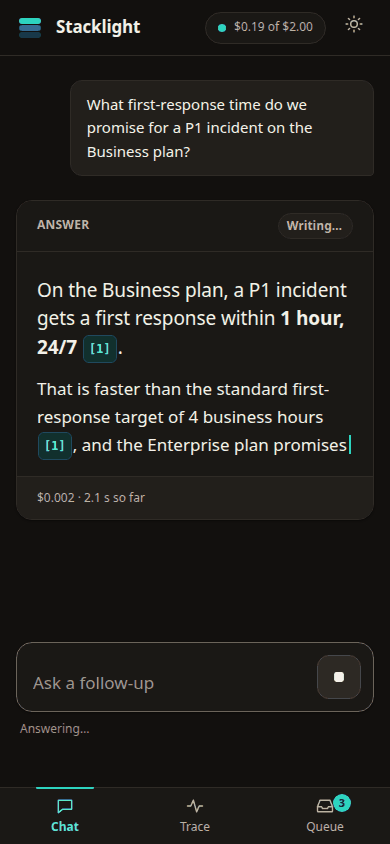 Stacklight
$0.19 of $2.00
What first-response time do we
promise for a P1 incident on the
Business plan?
ANSWER
Writing...
On the Business plan, a P1 incident
gets a first response within 1 hour,
24/7 [1].
That is faster than the standard first-
response target of 4 business hours
[1], and the Enterprise plan promises
$0.002 · 2.1 s so far
Ask a follow-up
Answering...
Chat
Trace
3
Queue